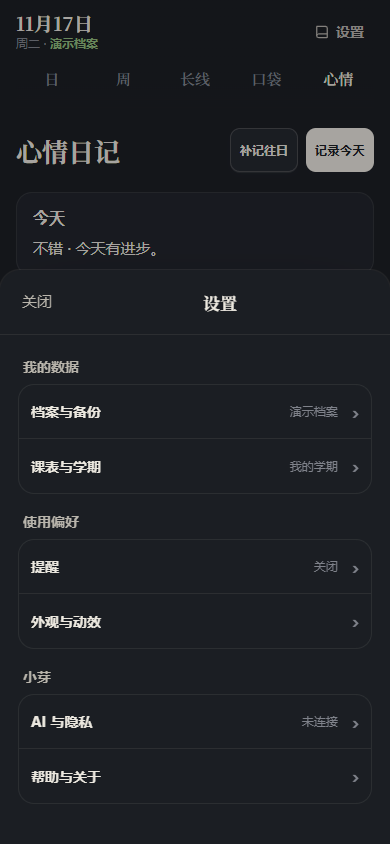 11月17日
设置
周二 · 演示档案
日 周 长线 口袋 心情
心情日记
补记往日
记录今天
今天
不错 · 今天有进步。
关闭
设置
我的数据
档案与备份 演示档案 ›
课表与学期 我的学期 ›
使用偏好
提醒 关闭 ›
外观与动效 ›
小芽
AI 与隐私 未连接 ›
帮助与关于 ›